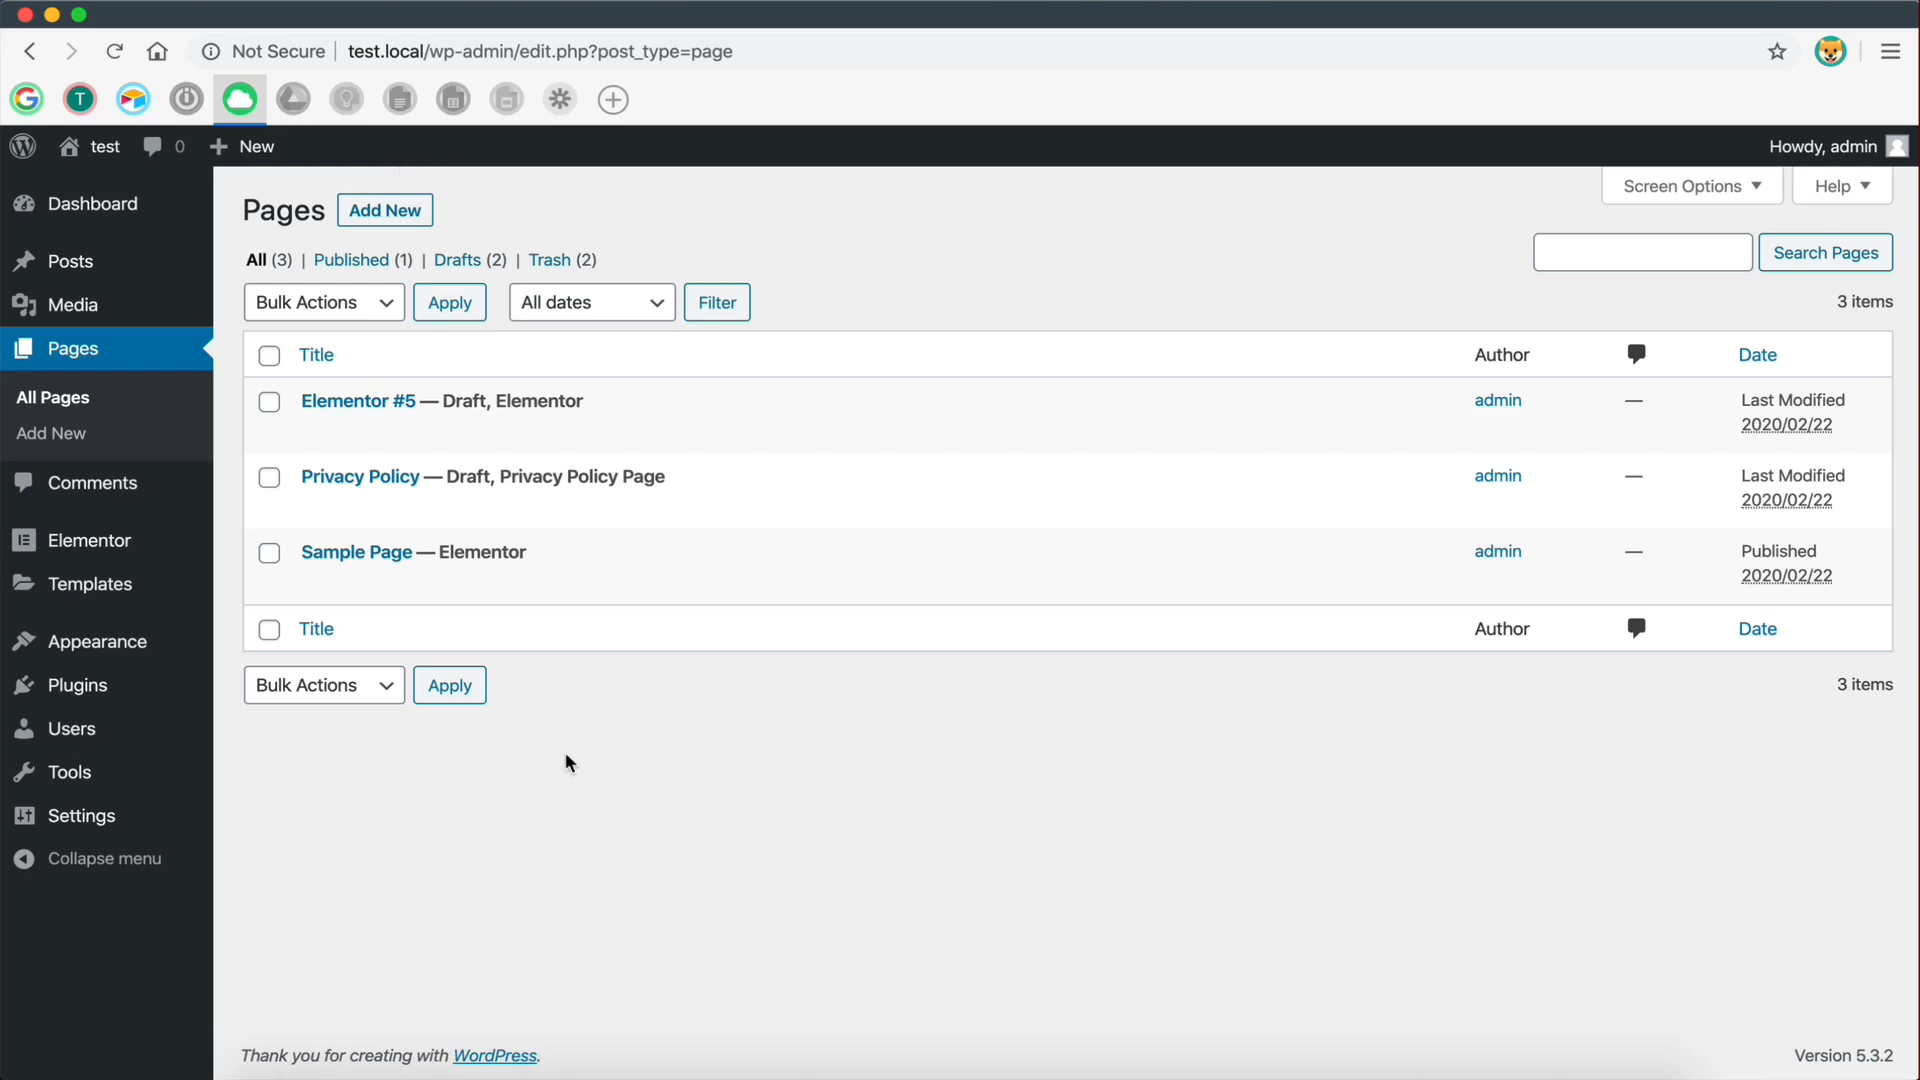 Not Secure | test.local/wp-admin/edit.php?post_type=page
T
test 0 New Howdy, admin
Screen Options Help
Dashboard
Posts
Media
Pages
All Pages
Add New
Comments
Elementor
Templates
Appearance
Plugins
Users
Tools
Settings
Collapse menu
Pages Add New
All (3) | Published (1) | Drafts (2) | Trash (2)
Search Pages
Bulk Actions Apply All dates Filter 3 items
Title Author Date
Elementor #5 — Draft, Elementor admin — Last Modified
2020/02/22
Privacy Policy — Draft, Privacy Policy Page admin — Last Modified
2020/02/22
Sample Page — Elementor admin — Published
2020/02/22
Title Author Date
Bulk Actions Apply 3 items
Thank you for creating with WordPress. Version 5.3.2